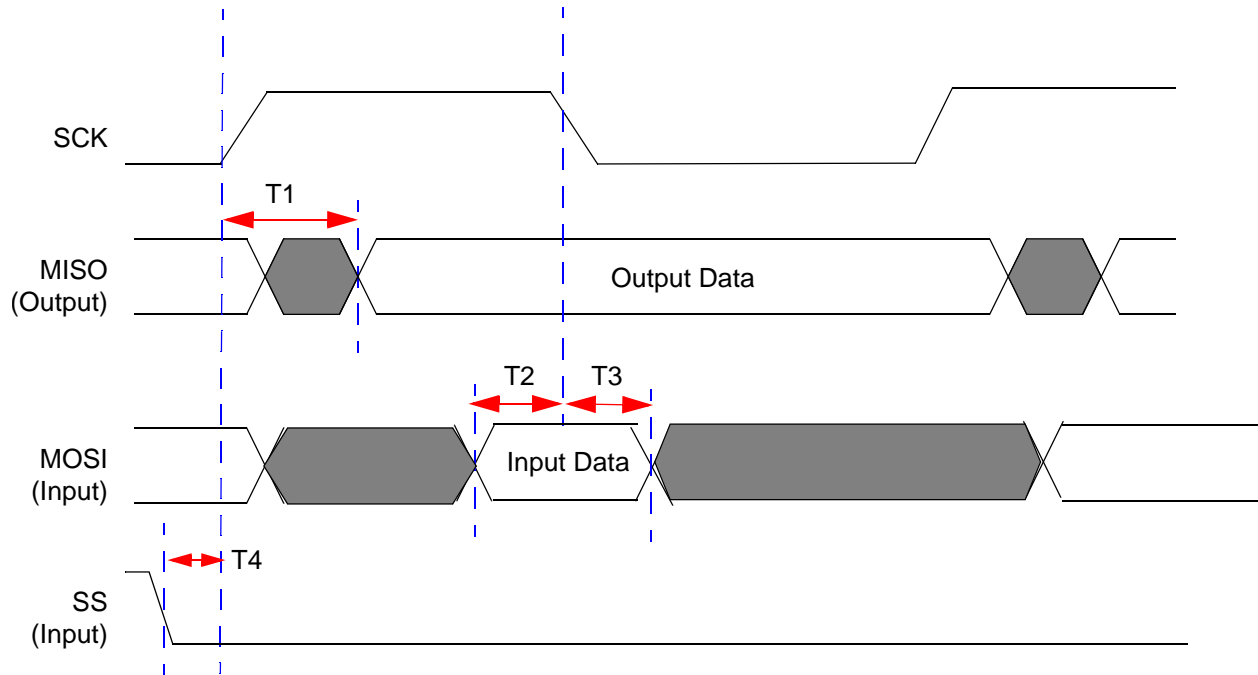 SCK
T1
MISO
(Output)
Output Data
T2
T3
MOSI
(Input)
Input Data
T4
SS
(Input)